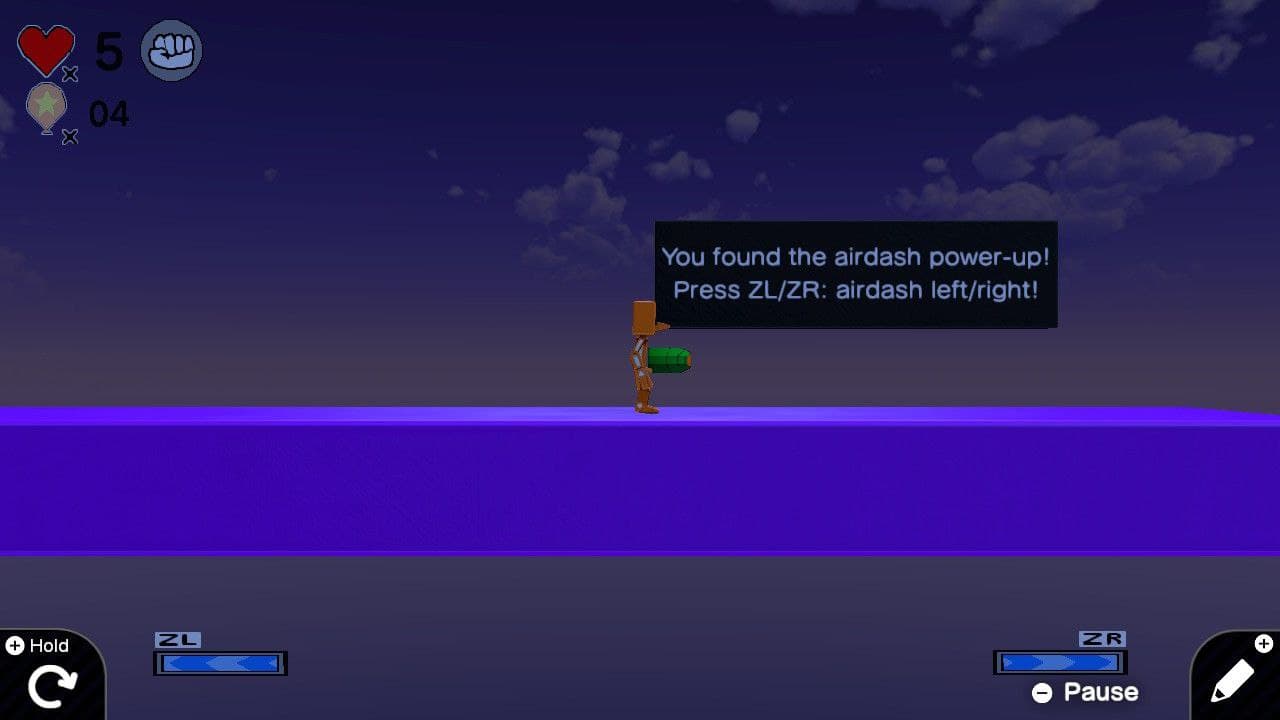 5
04
You found the airdash power-up!
Press ZL/ZR: airdash left/right!
Hold
ZL
ZR
Pause